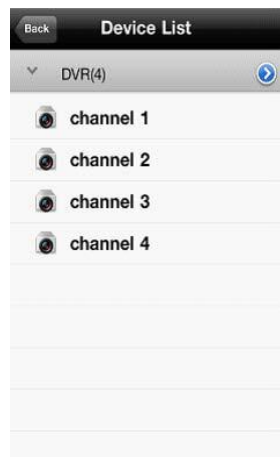 Back
Device List
DVR(4)
channel 1
channel 2
channel 3
channel 4